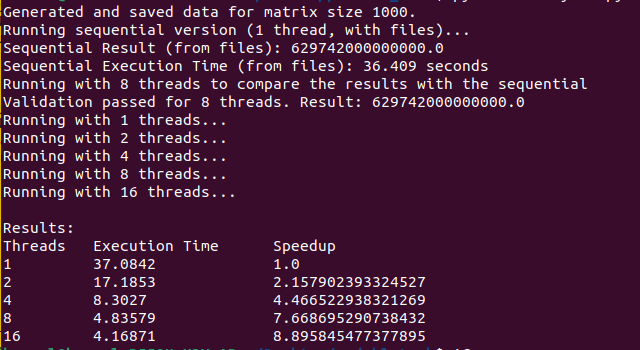 Generated and saved data for matrix size 1000.
Running sequential version (1 thread, with files)...
Sequential Result (from files): 629742000000000.0
Sequential Execution Time (from files): 36.409 seconds
Running with 8 threads to compare the results with the sequential
Validation passed for 8 threads. Result: 629742000000000.0
Running with 1 threads...
Running with 2 threads...
Running with 4 threads...
Running with 8 threads...
Running with 16 threads...
Results:
Threads Execution Time Speedup
1 37.0842 1.0
2 17.1853 2.157902393324527
4 8.3027 4.466522938321269
8 4.83579 7.668695290738432
16 4.16871 8.895845477377895